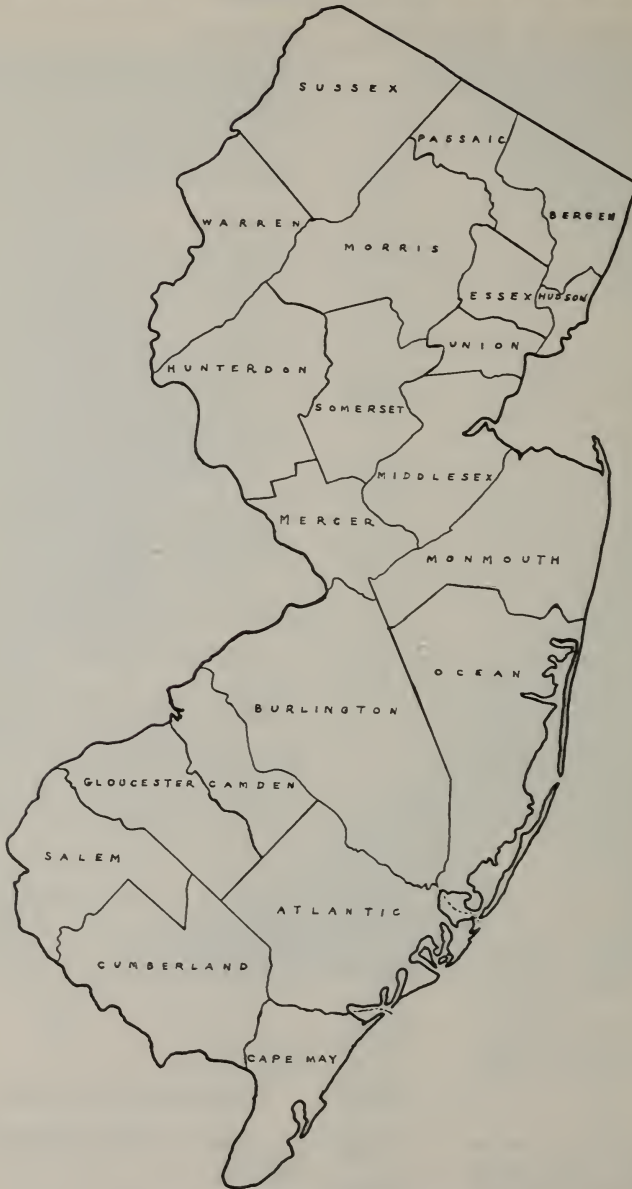 SUSSEX
PASSAIC
BERGEN
WARREN
MORRIS
ESSEX
HUDSON
UNION
HUNTERDON
SOMERSET
MIDDLESEX
MERCER
MONMOUTH
OCEAN
BURLINGTON
GLOUCESTER
CAMDEN
SALEM
ATLANTIC
CUMBERLAND
CAPE MAY